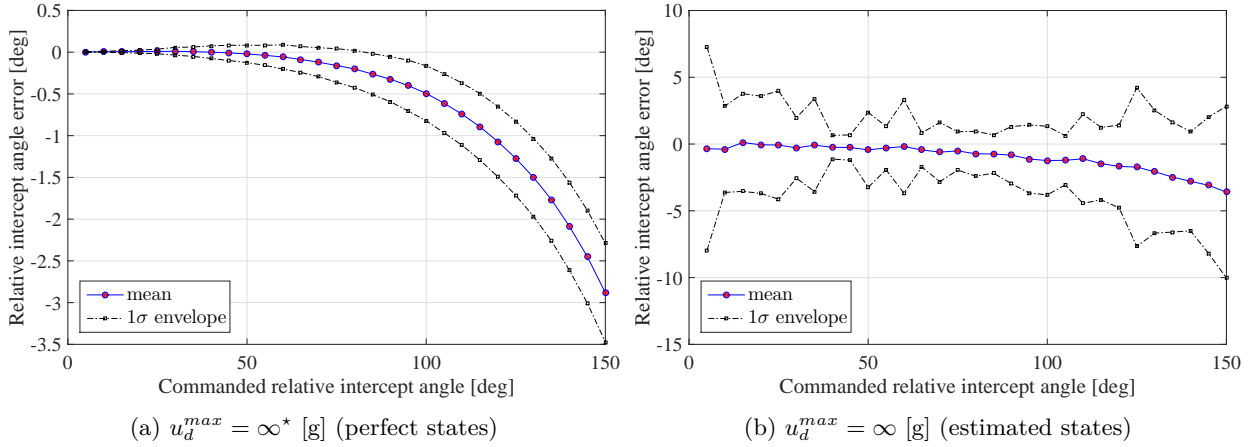 0.5
0
-0.5
-1
-1.5
-2
-2.5
-3
-3.5
Relative intercept angle error [deg]
mean
1σ envelope
0
50
100
150
Commanded relative intercept angle [deg]
(a) u_d^{max} = ∞^⋆ [g] (perfect states)
10
5
0
-5
-10
-15
Relative intercept angle error [deg]
mean
1σ envelope
0
50
100
150
Commanded relative intercept angle [deg]
(b) u_d^{max} = ∞ [g] (estimated states)